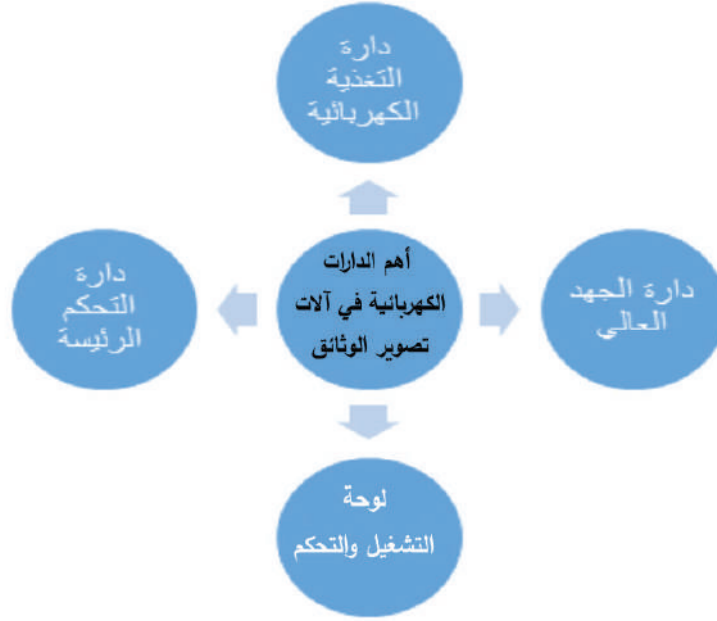 دارة
التغذية
الكهربائية
أهم الدارات
الكهربائية في آلات
تصوير الوثائق
دارة الجهد
العالي
دارة
التحكم
الرئيسة
لوحة
التشغيل والتحكم